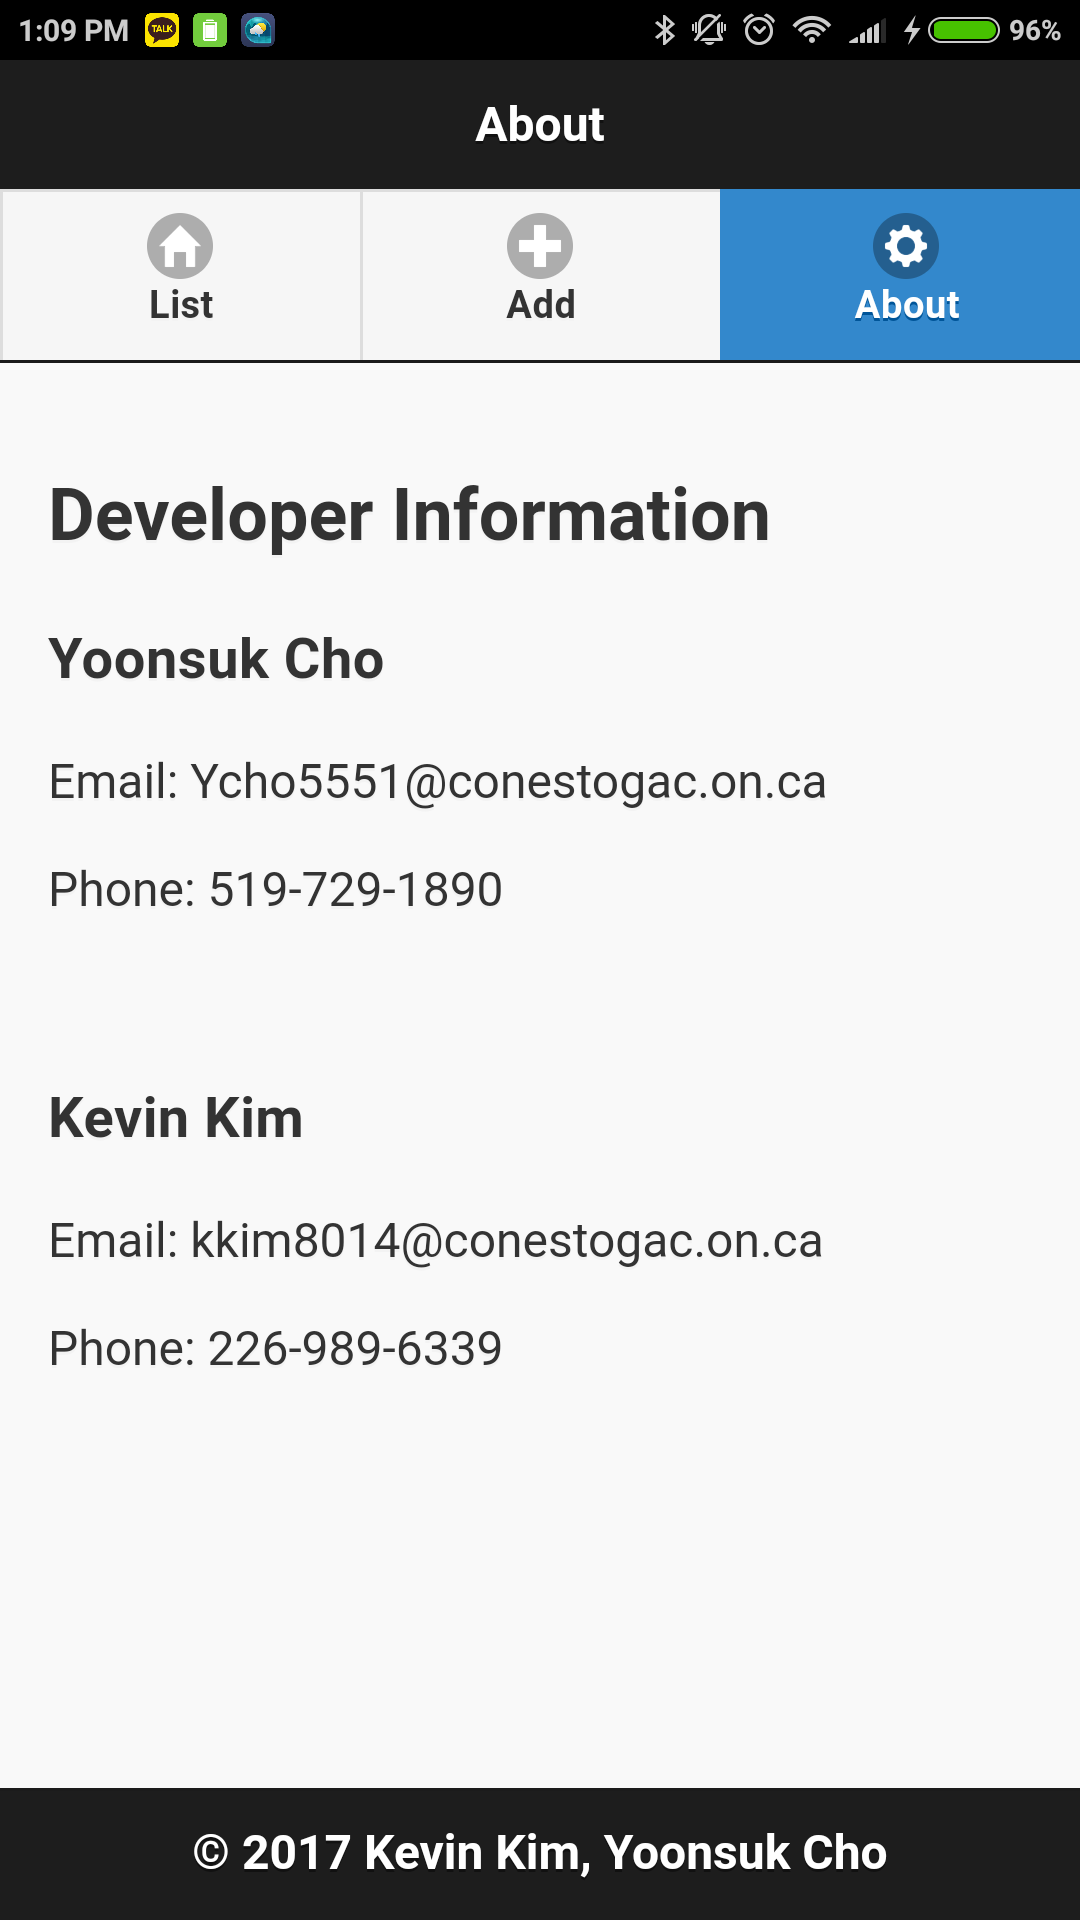 1:09 PM TALK 96%
About
List Add About
Developer Information
Yoonsuk Cho
Email: Ycho5551@conestogac.on.ca
Phone: 519-729-1890
Kevin Kim
Email: kkim8014@conestogac.on.ca
Phone: 226-989-6339
© 2017 Kevin Kim, Yoonsuk Cho